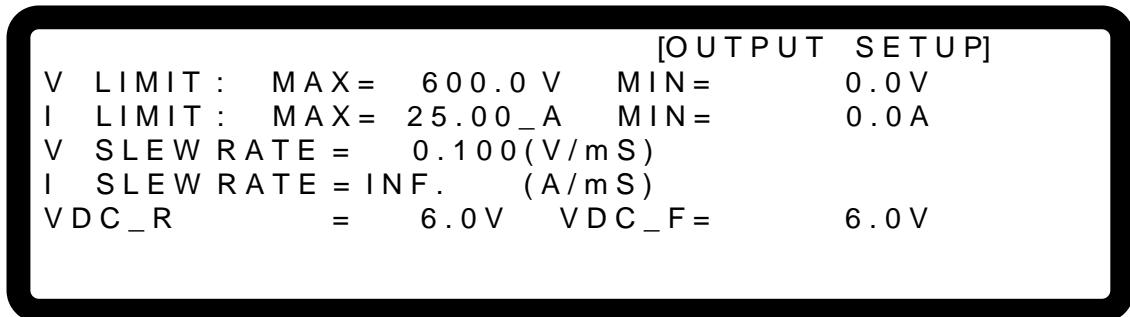 [OUTPUT SETUP]
V LIMIT: MAX= 600.0V MIN= 0.0V
I LIMIT: MAX= 25.00_A MIN= 0.0A
V SLEW RATE = 0.100(V/mS)
I SLEW RATE = INF. (A/mS)
VDC_R = 6.0V VDC_F= 6.0V